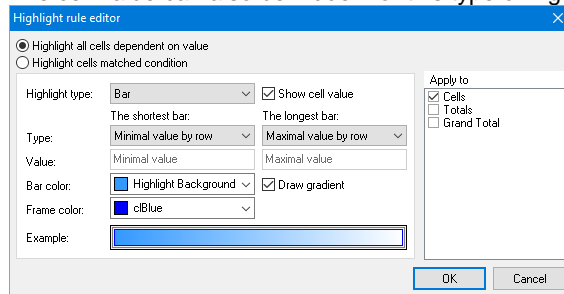 Highlight rule editor
Highlight all cells dependent on value
Highlight cells matched condition
Highlight type: Bar Show cell value
The shortest bar: The longest bar:
Type: Minimal value by row Maximal value by row
Value: Minimal value Maximal value
Bar color: Highlight Background Draw gradient
Frame color: clBlue
Example:
Apply to
Cells
Totals
Grand Total
OK Cancel